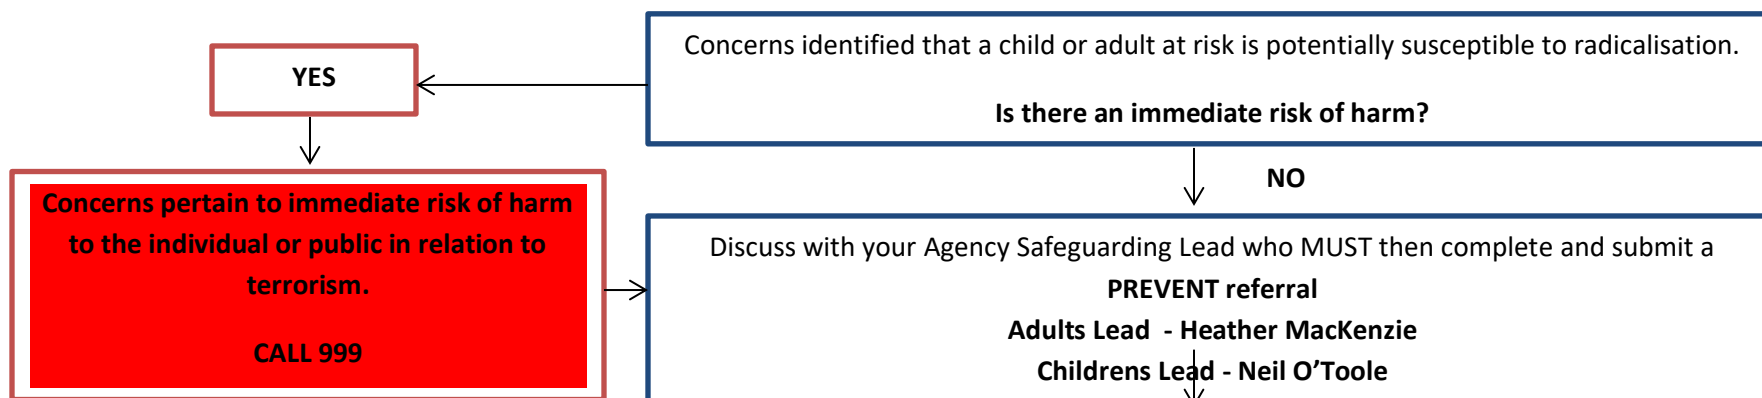 Concerns identified that a child or adult at risk is potentially susceptible to radicalisation.
Is there an immediate risk of harm?
YES
NO
Concerns pertain to immediate risk of harm
to the individual or public in relation to
terrorism.
CALL 999
Discuss with your Agency Safeguarding Lead who MUST then complete and submit a
PREVENT referral
Adults Lead - Heather MacKenzie
Childrens Lead - Neil O’Toole